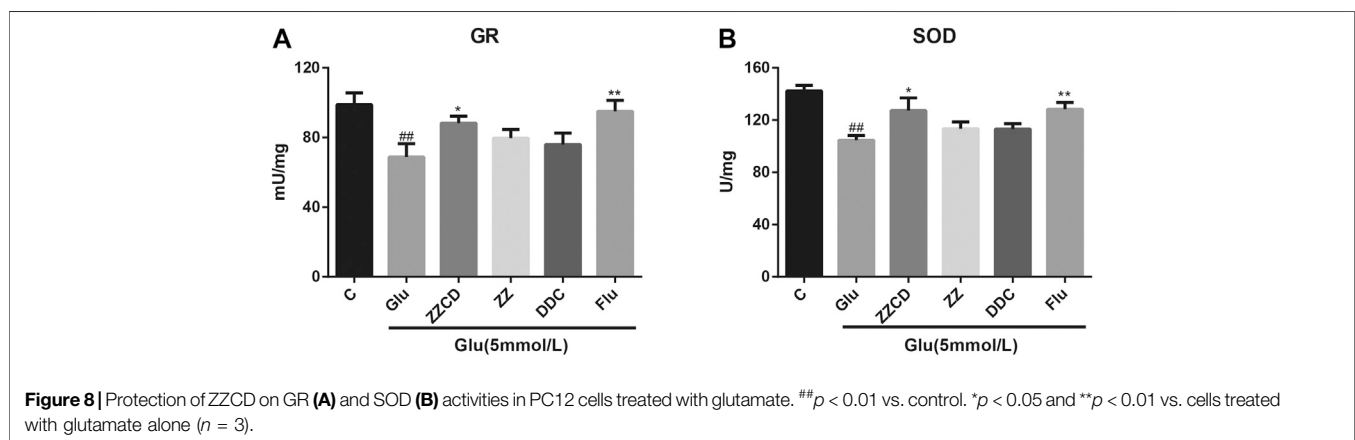 A
GR
120
80
40
0
mU/mg
##
*
**
C
Glu
ZZCD
ZZ
DDC
Flu
Glu(5mmol/L)
B
SOD
160
120
80
40
0
U/mg
##
*
**
C
Glu
ZZCD
ZZ
DDC
Flu
Glu(5mmol/L)
Figure 8 | Protection of ZZCD on GR (A) and SOD (B) activities in PC12 cells treated with glutamate. ##p < 0.01 vs. control. *p < 0.05 and **p < 0.01 vs. cells treated
with glutamate alone (n = 3).